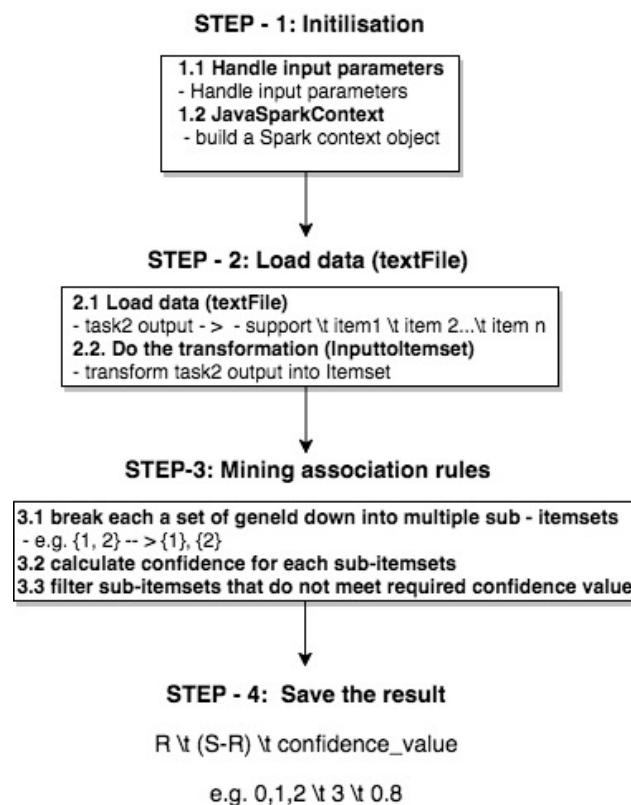 STEP - 1: Initilisation
1.1 Handle input parameters
- Handle input parameters
1.2 JavaSparkContext
- build a Spark context object
STEP - 2: Load data (textFile)
2.1 Load data (textFile)
- task2 output - > - support \t item1 \t item 2...\t item n
2.2. Do the transformation (InputtoItemset)
- transform task2 output into Itemset
STEP-3: Mining association rules
3.1 break each a set of geneId down into multiple sub - itemsets
- e.g. {1, 2} -- > {1}, {2}
3.2 calculate confidence for each sub-itemsets
3.3 filter sub-itemsets that do not meet required confidence value
STEP - 4: Save the result
R \t (S-R) \t confidence_value
e.g. 0,1,2 \t 3 \t 0.8